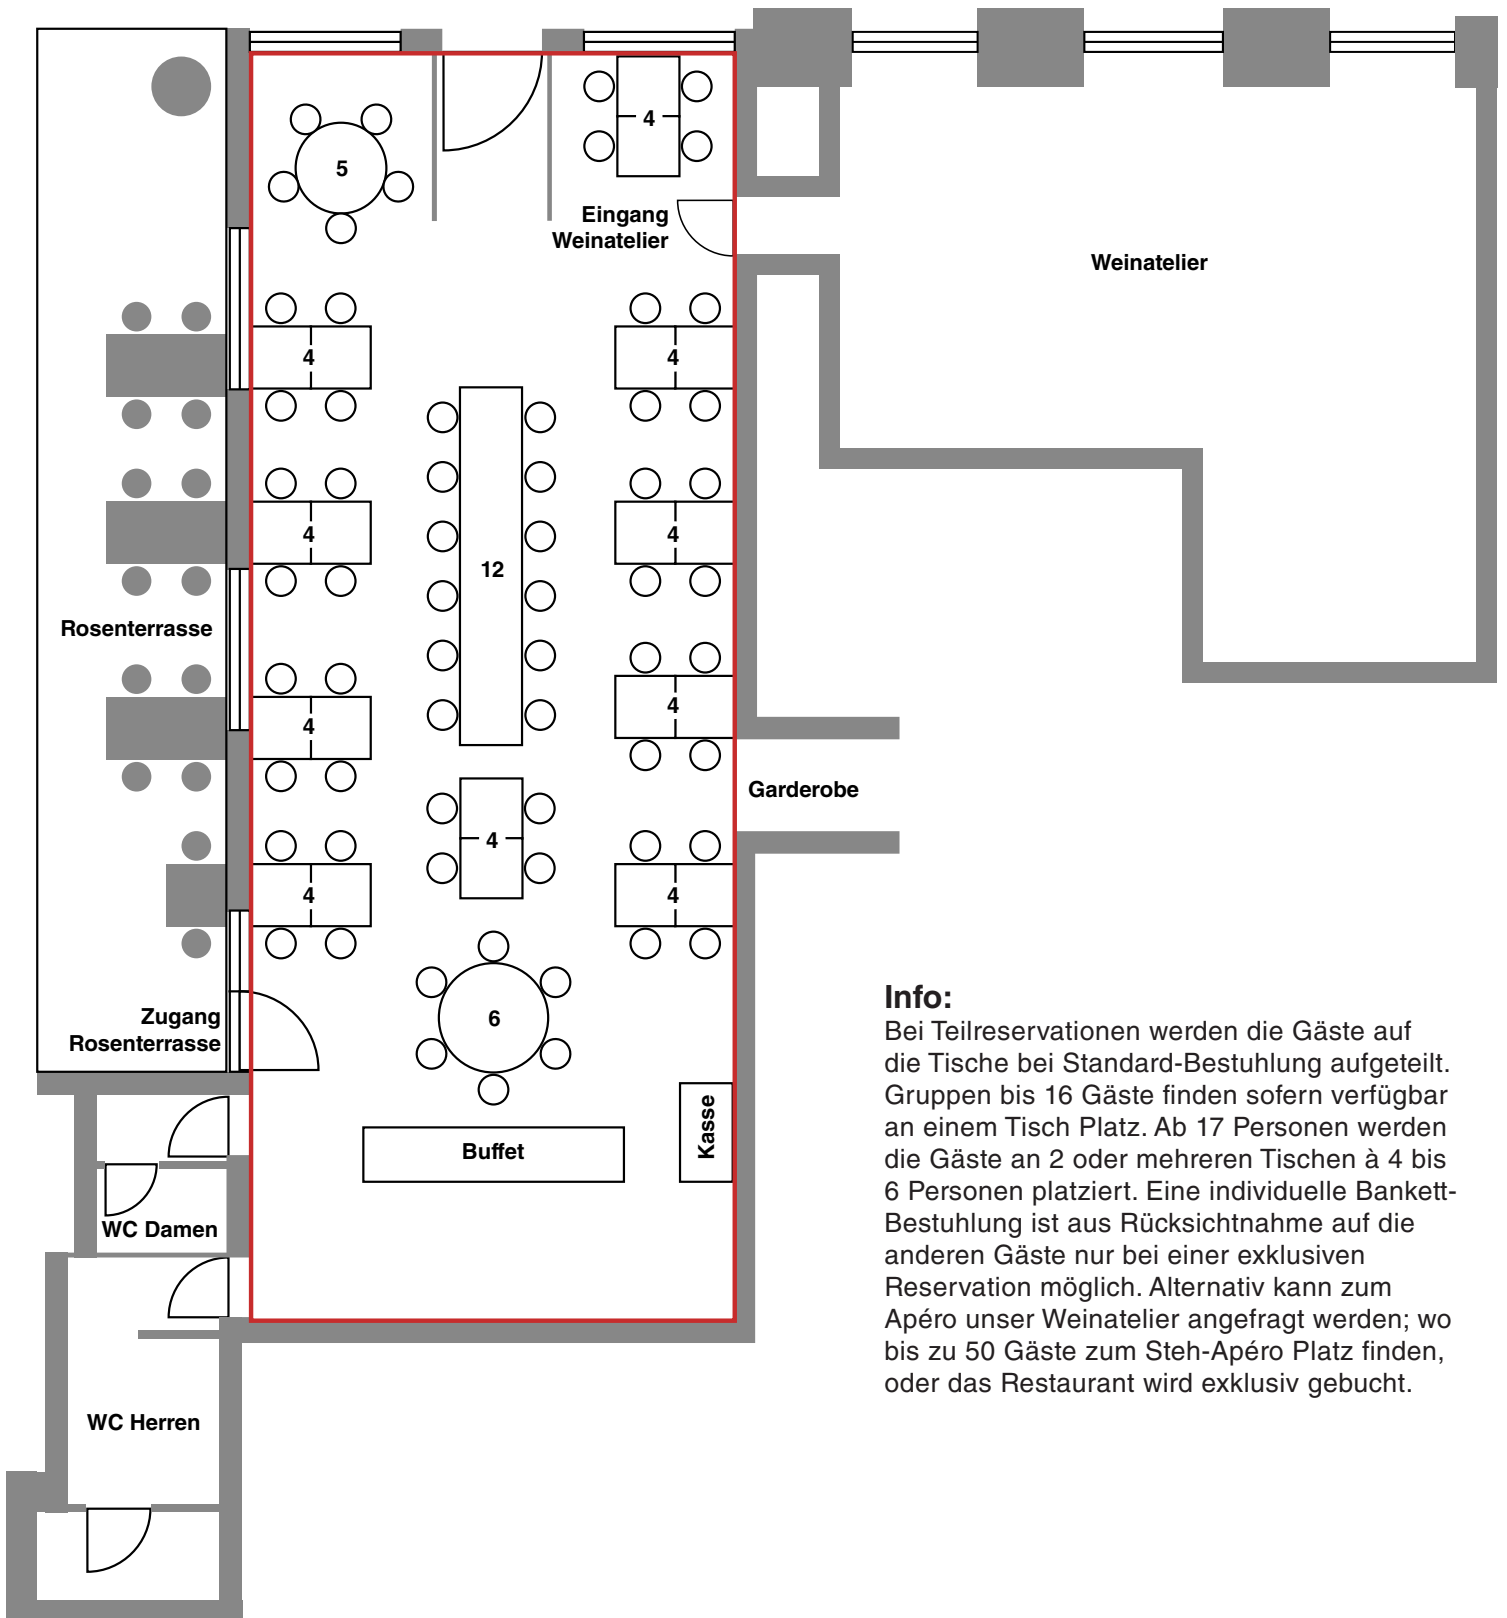 4
5
Eingang
Weinatelier
Weinatelier
4
4
4
4
12
Rosenterrasse
4
4
Garderobe
4
4
4
Info:
Bei Teilreservationen werden die Gäste auf
die Tische bei Standard-Bestuhlung aufgeteilt.
Gruppen bis 16 Gäste finden sofern verfügbar
an einem Tisch Platz. Ab 17 Personen werden
die Gäste an 2 oder mehreren Tischen à 4 bis
6 Personen platziert. Eine individuelle Bankett-
Bestuhlung ist aus Rücksichtnahme auf die
anderen Gäste nur bei einer exklusiven
Reservation möglich. Alternativ kann zum
Apéro unser Weinatelier angefragt werden; wo
bis zu 50 Gäste zum Steh-Apéro Platz finden,
oder das Restaurant wird exklusiv gebucht.
6
Zugang
Rosenterrasse
Kasse
Buffet
WC Damen
WC Herren